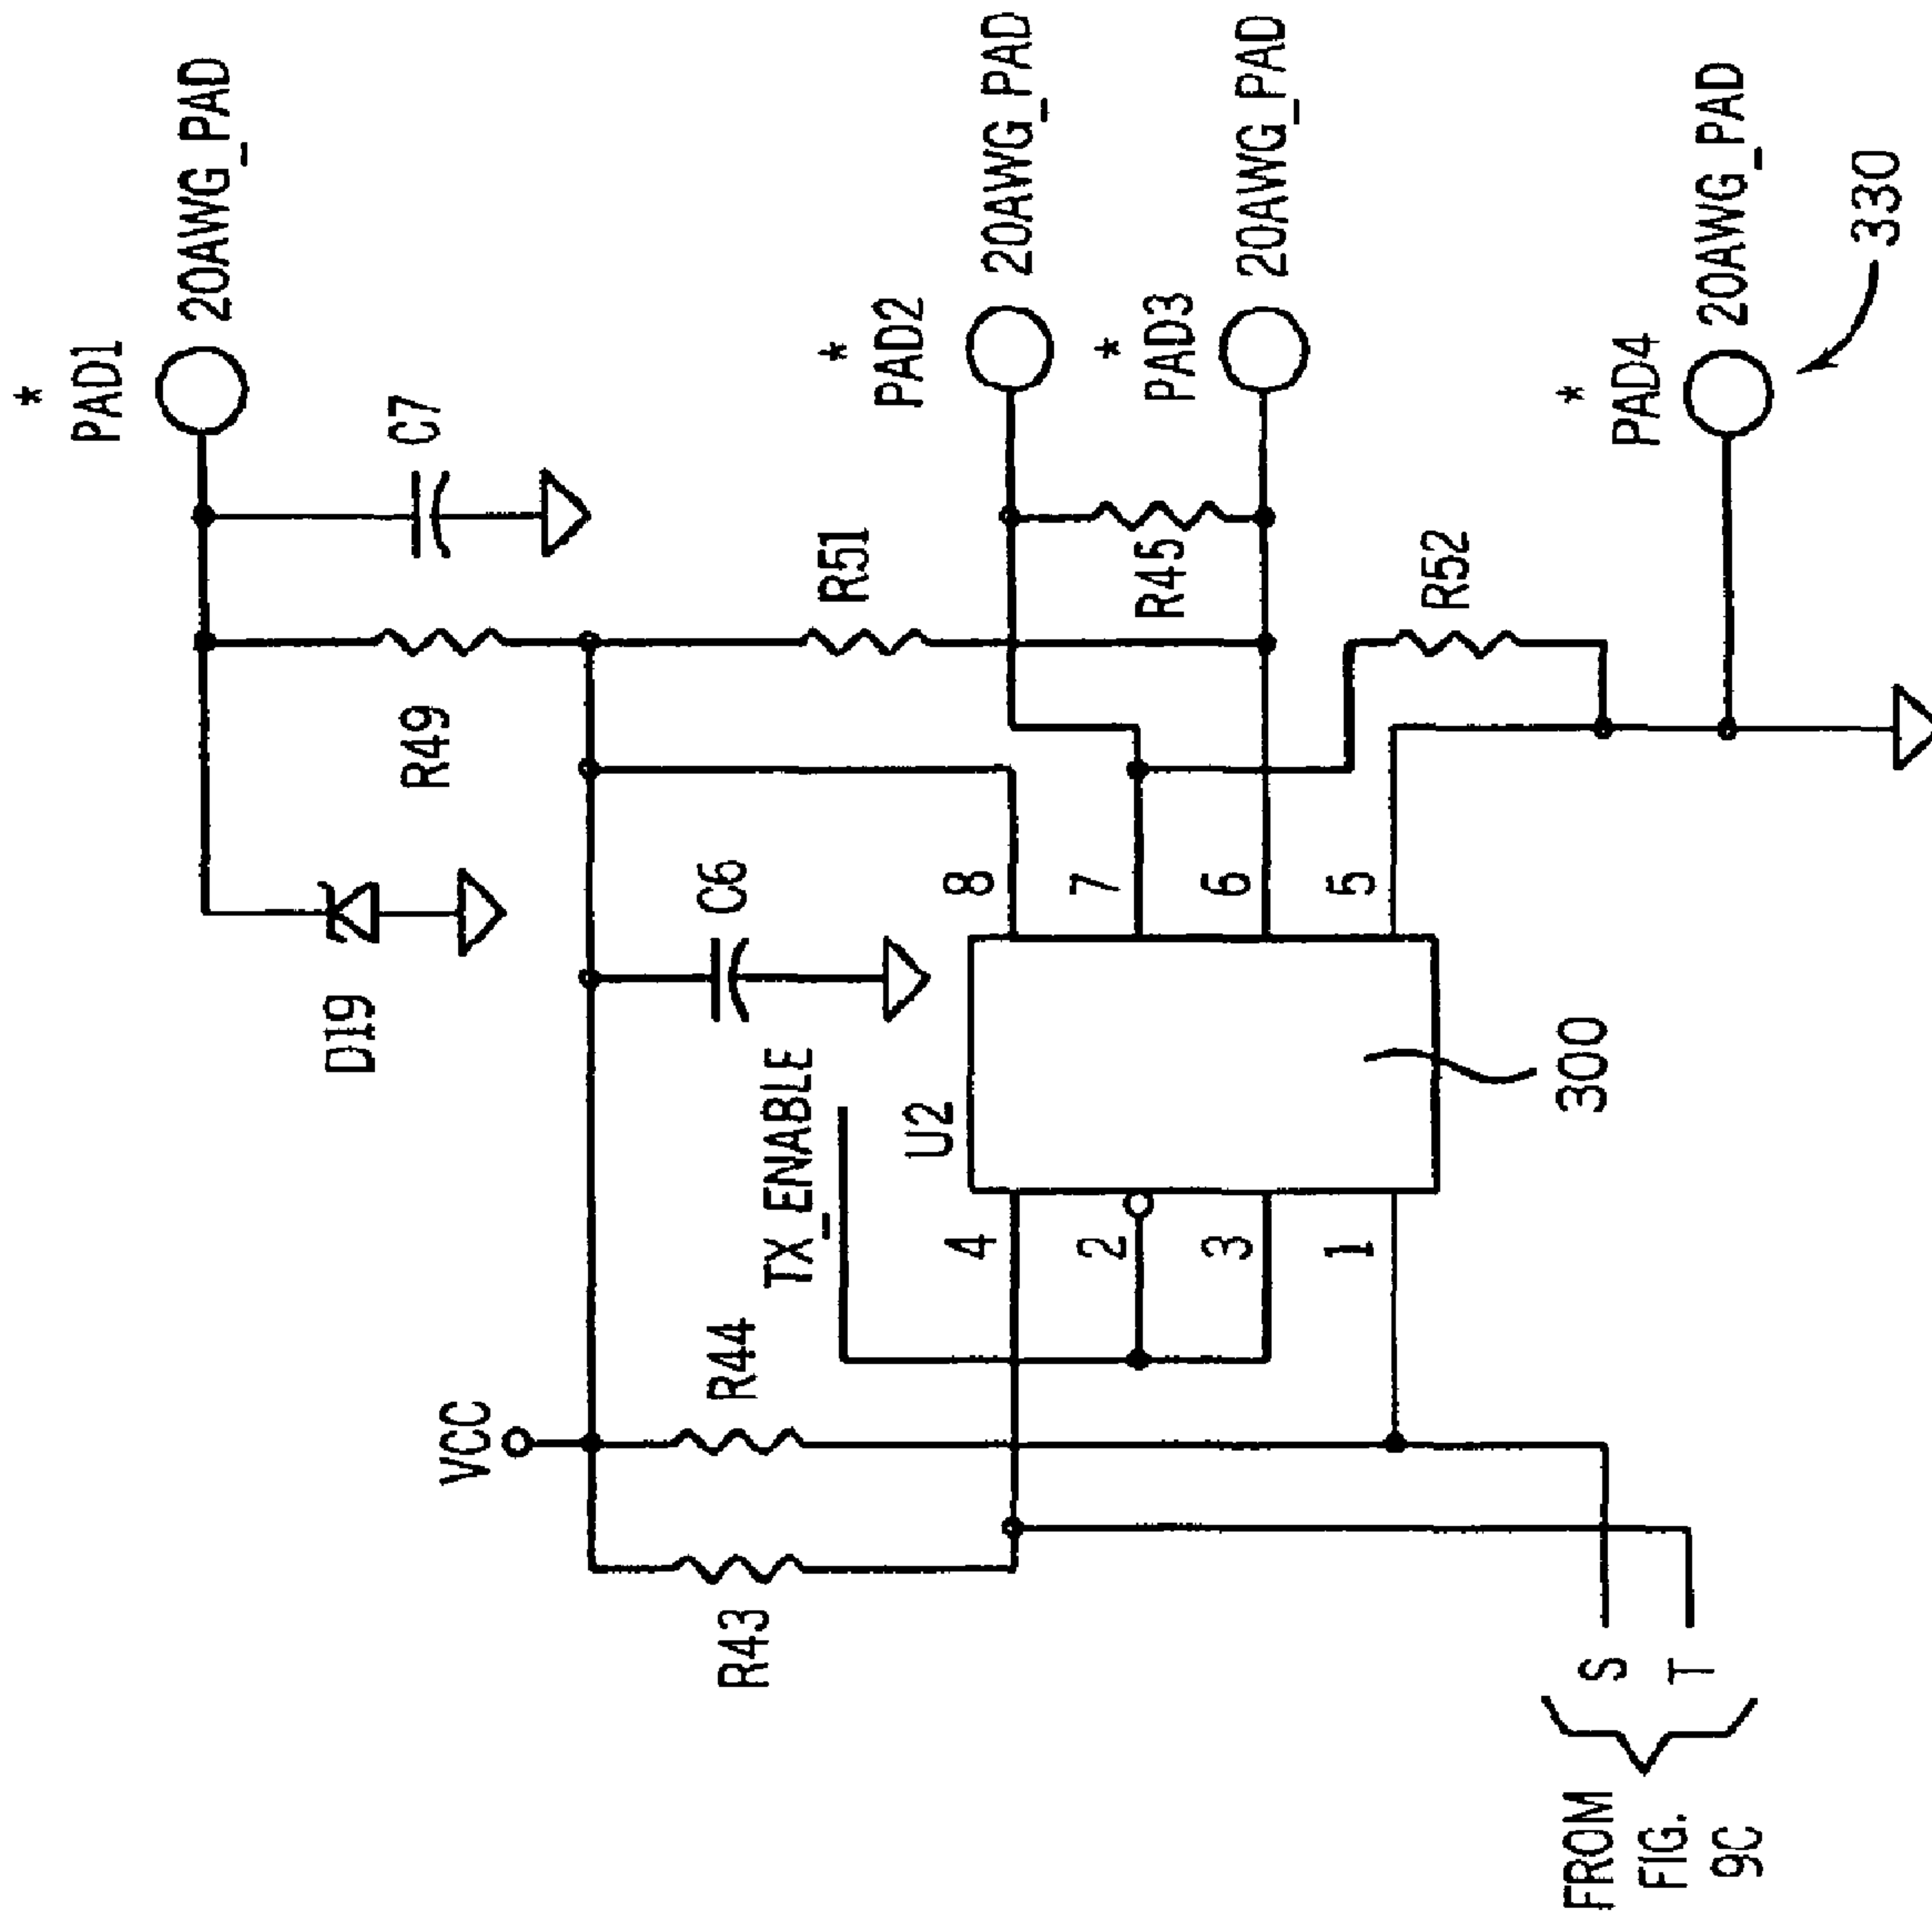 *
PAD1
20AWG_PAD
D19
C7
R49
VCC
C6
R44
R43
TX_ENABLE
R51
*
PAD2
20AWG_PAD
U2
4
8
2
7
*
PAD3
20AWG_PAD
R45
3
6
1
5
R52
300
*
PAD4
20AWG_PAD
FROM
FIG.
9C
S
T
330